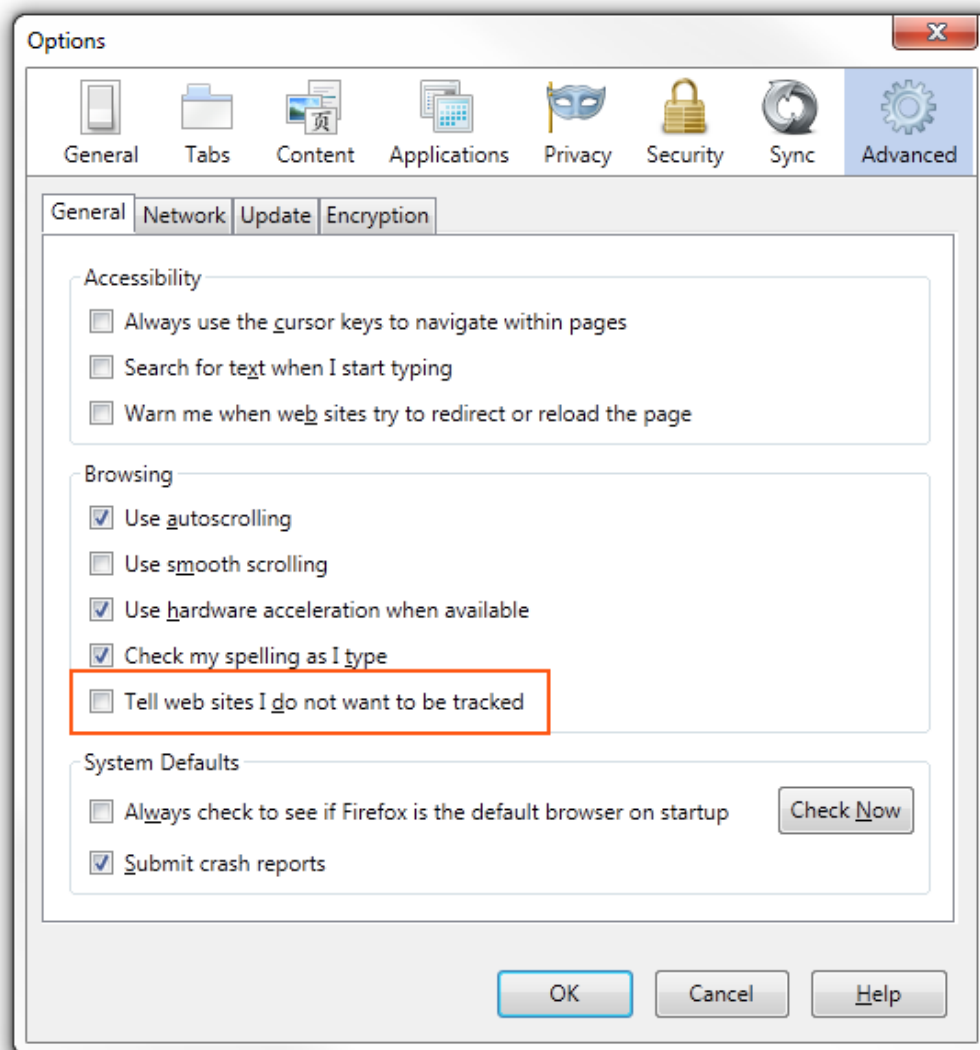 Options
页
General Tabs Content Applications Privacy Security Sync Advanced
General Network Update Encryption
Accessibility
Always use the cursor keys to navigate within pages
Search for text when I start typing
Warn me when web sites try to redirect or reload the page
Browsing
Use autoscrolling
Use smooth scrolling
Use hardware acceleration when available
Check my spelling as I type
Tell web sites I do not want to be tracked
System Defaults
Always check to see if Firefox is the default browser on startup Check Now
Submit crash reports
OK Cancel Help